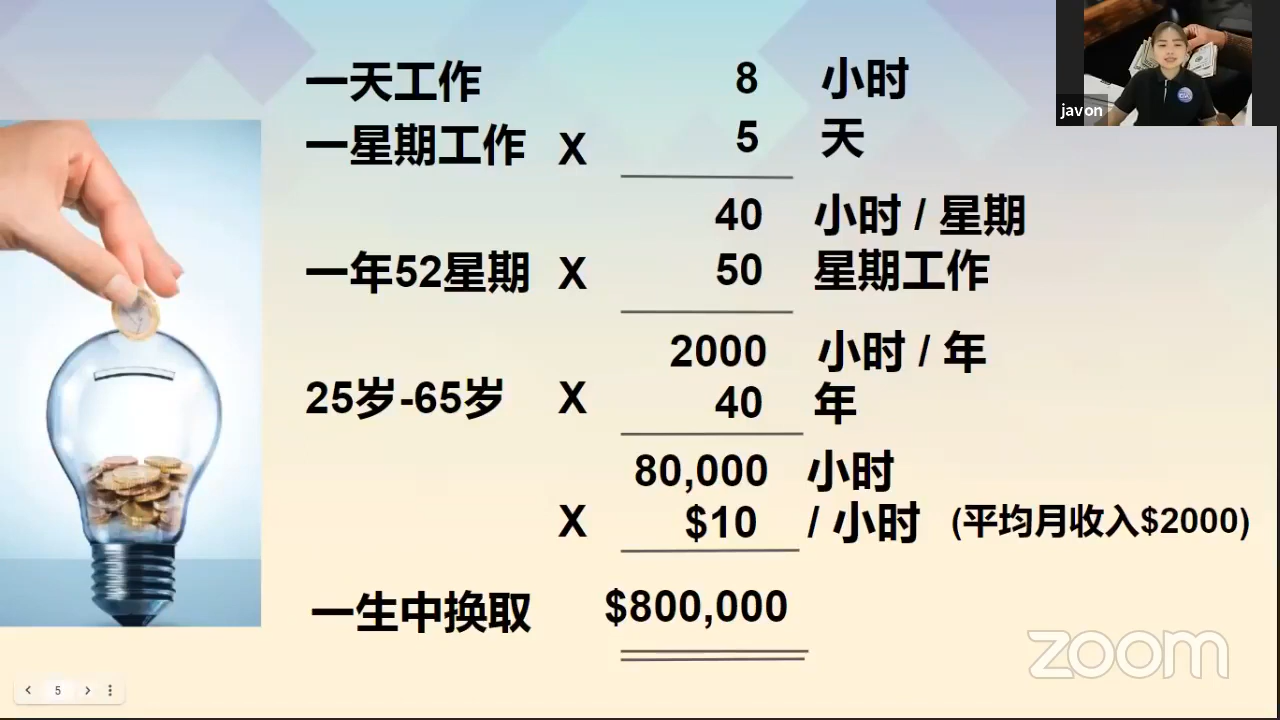 一天工作 8 小时
一星期工作 X 5 天
40 小时 / 星期
一年52星期 X 50 星期工作
2000 小时 / 年
25岁-65岁 X 40 年
80,000 小时
X $10 / 小时 (平均月收入$2000)
一生中换取 $800,000
javon
zoom
5